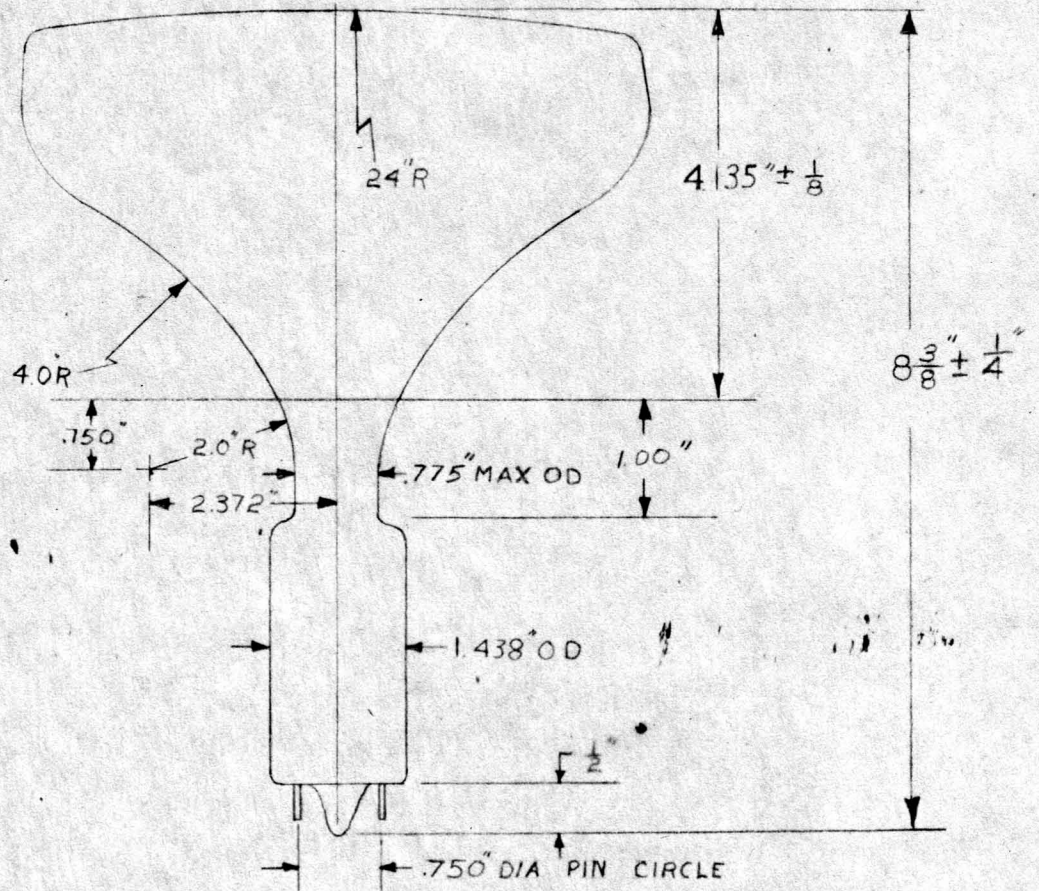 24"R
4.135" ± 1/8
8 3/8" ± 1/4"
4.0"R
.750"
2.0"R
.775" MAX OD
1.00"
2.372"
1.438" OD
1/2"
.750" DIA PIN CIRCLE